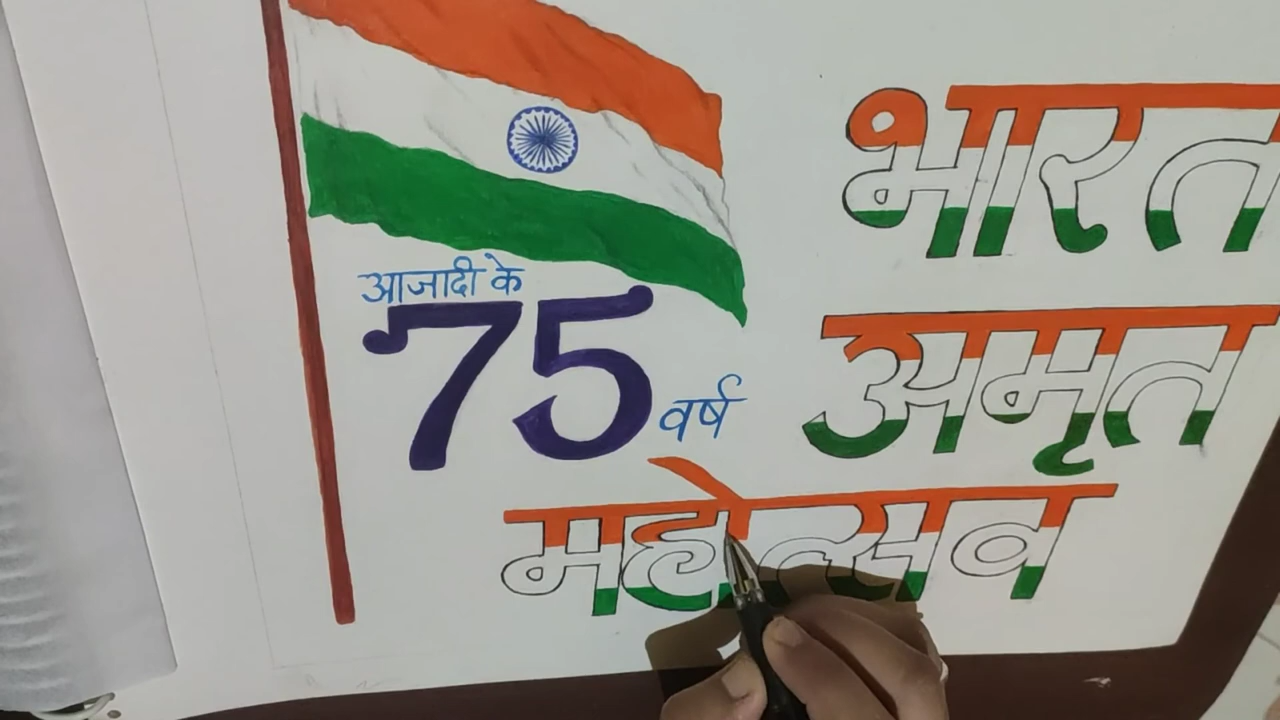 भारत
आजादी के
75 वर्ष
अमृत
महोत्सव